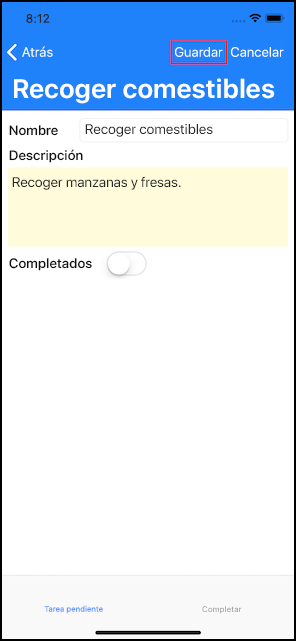 8:12
Atrás
Guardar Cancelar
Recoger comestibles
Nombre Recoger comestibles
Descripción
Recoger manzanas y fresas.
Completados
Tarea pendiente Completar